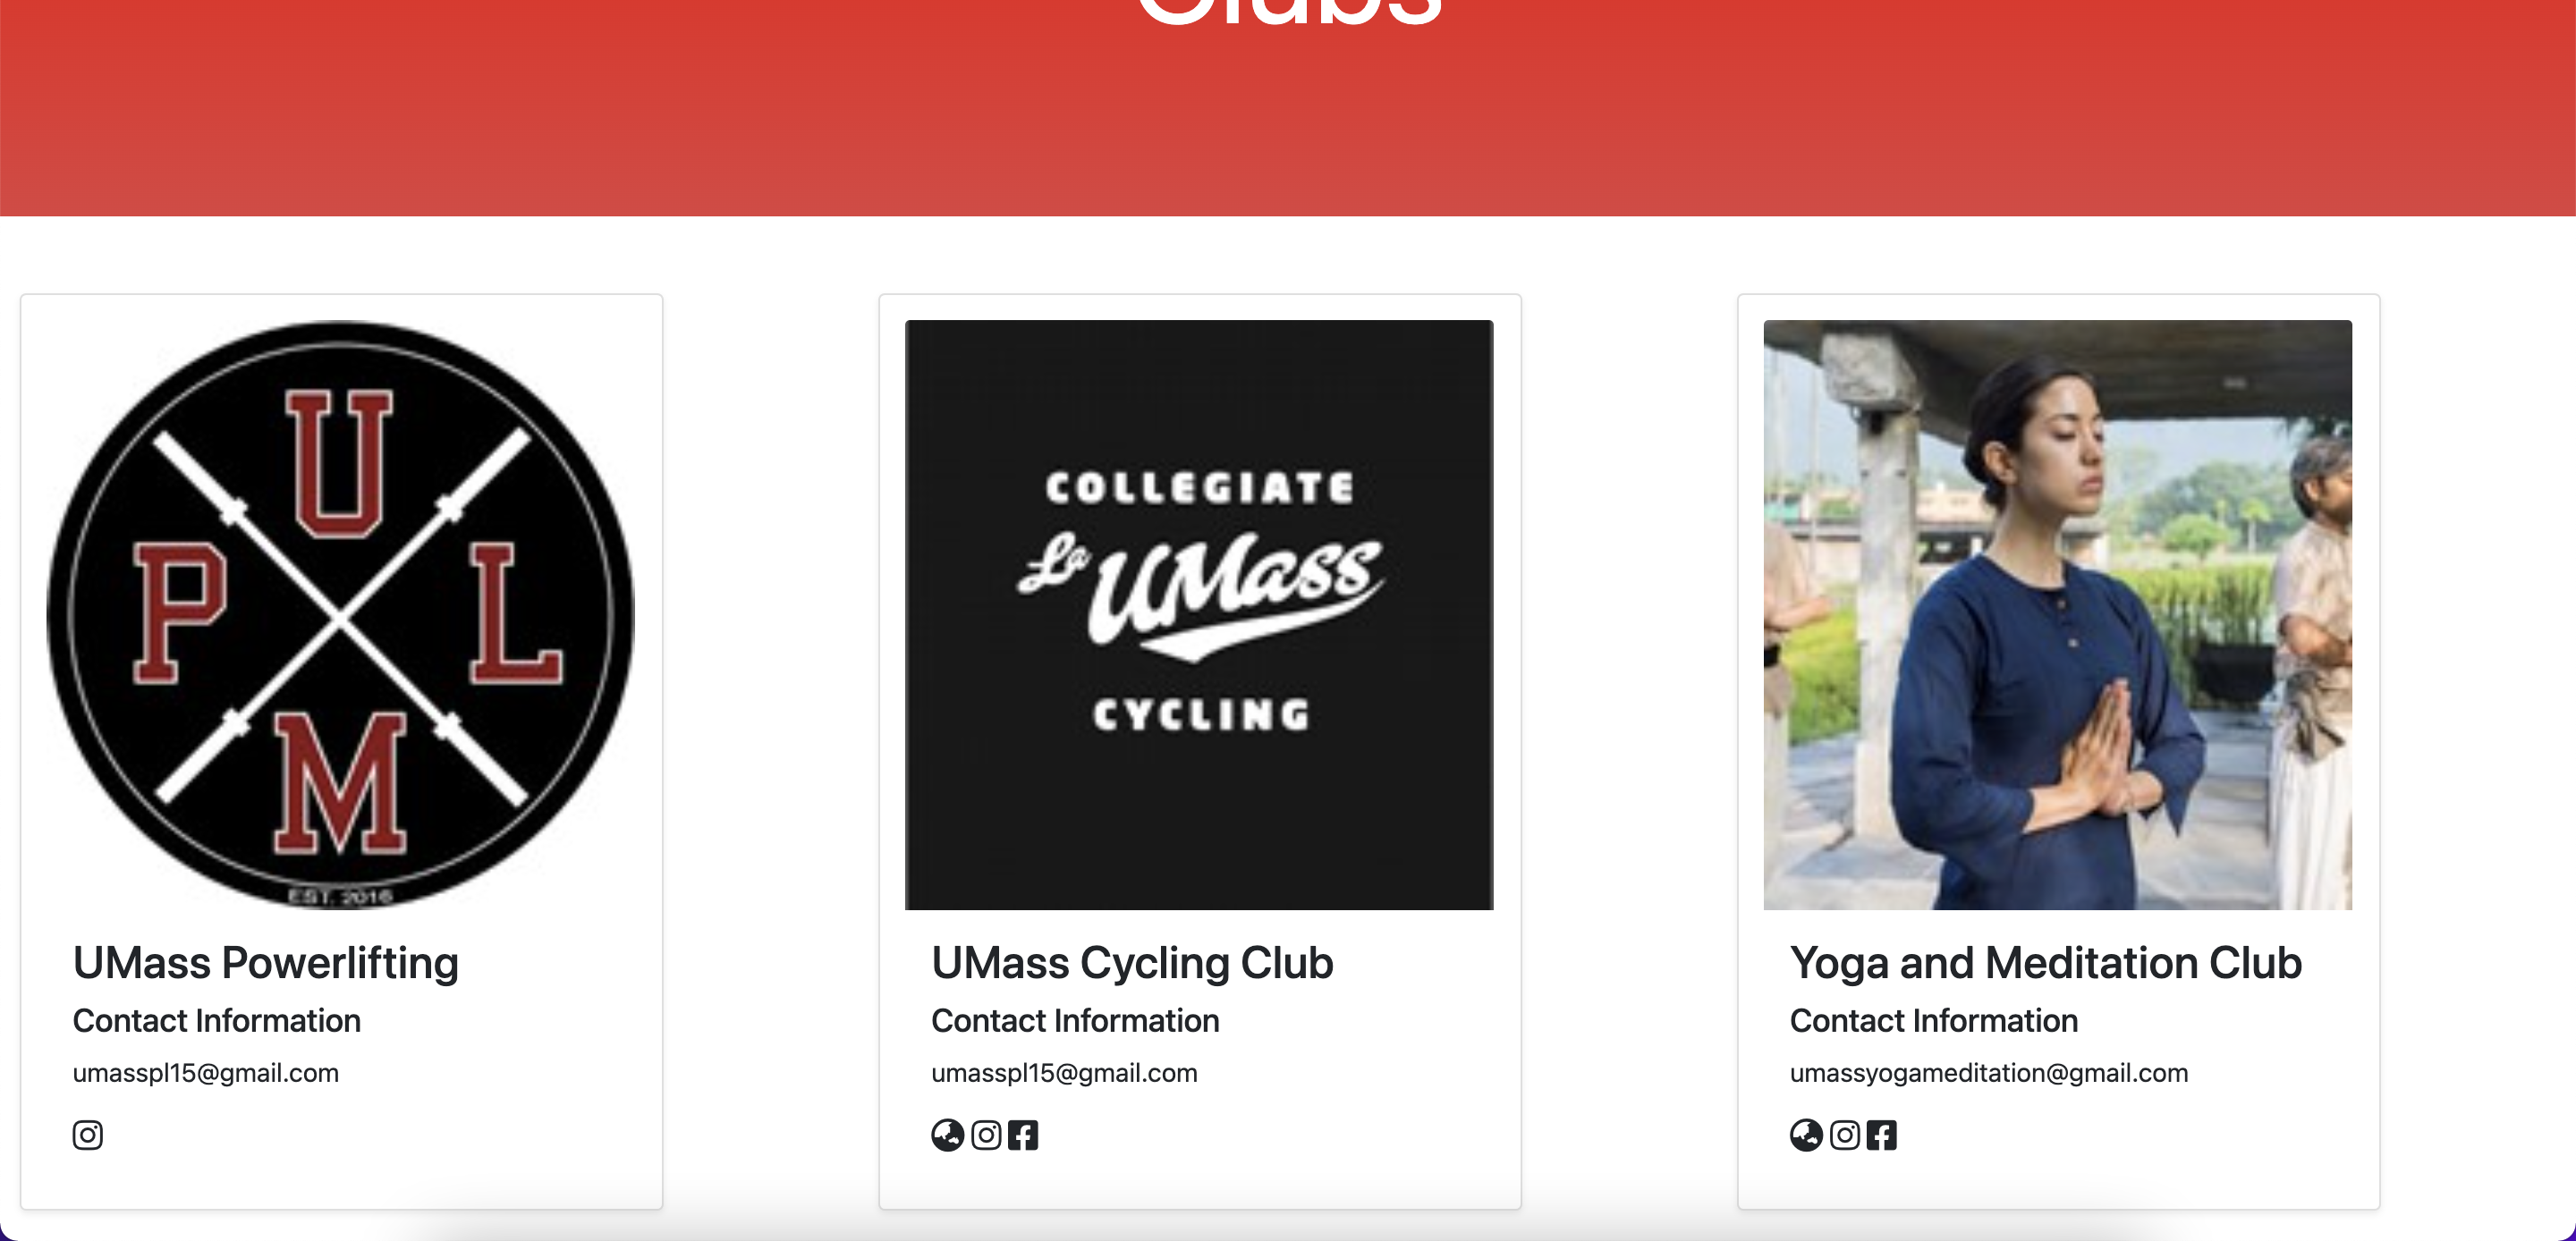 Clubs
U
P L
M
EST. 2016
COLLEGIATE
La UMass
CYCLING
UMass Powerlifting
Contact Information
umasspl15@gmail.com
UMass Cycling Club
Contact Information
umasspl15@gmail.com
Yoga and Meditation Club
Contact Information
umassyogameditation@gmail.com